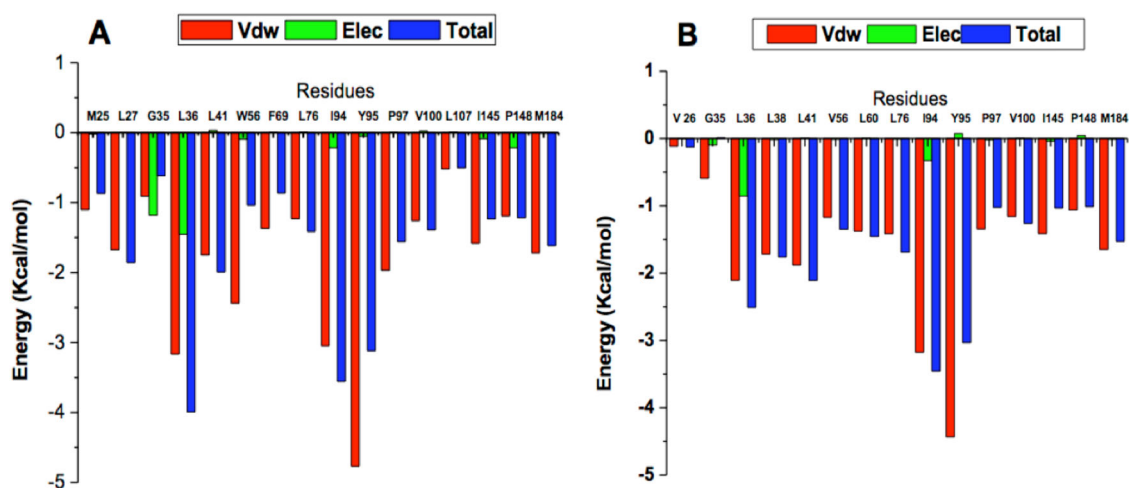 A
Vdw Elec Total
Residues
M25 L27 G35 L36 L41 W56 F69 L76 I94 Y95 P97 V100 L107 I145 P148 M184
1
0
-1
-2
-3
-4
-5
Energy (Kcal/mol)
B
Vdw Elec Total
Residues
V 26 G35 L36 L38 L41 V56 L60 L76 I94 Y95 P97 V100 I145 P148 M184
1
0
-1
-2
-3
-4
-5
Energy (Kcal/mol)